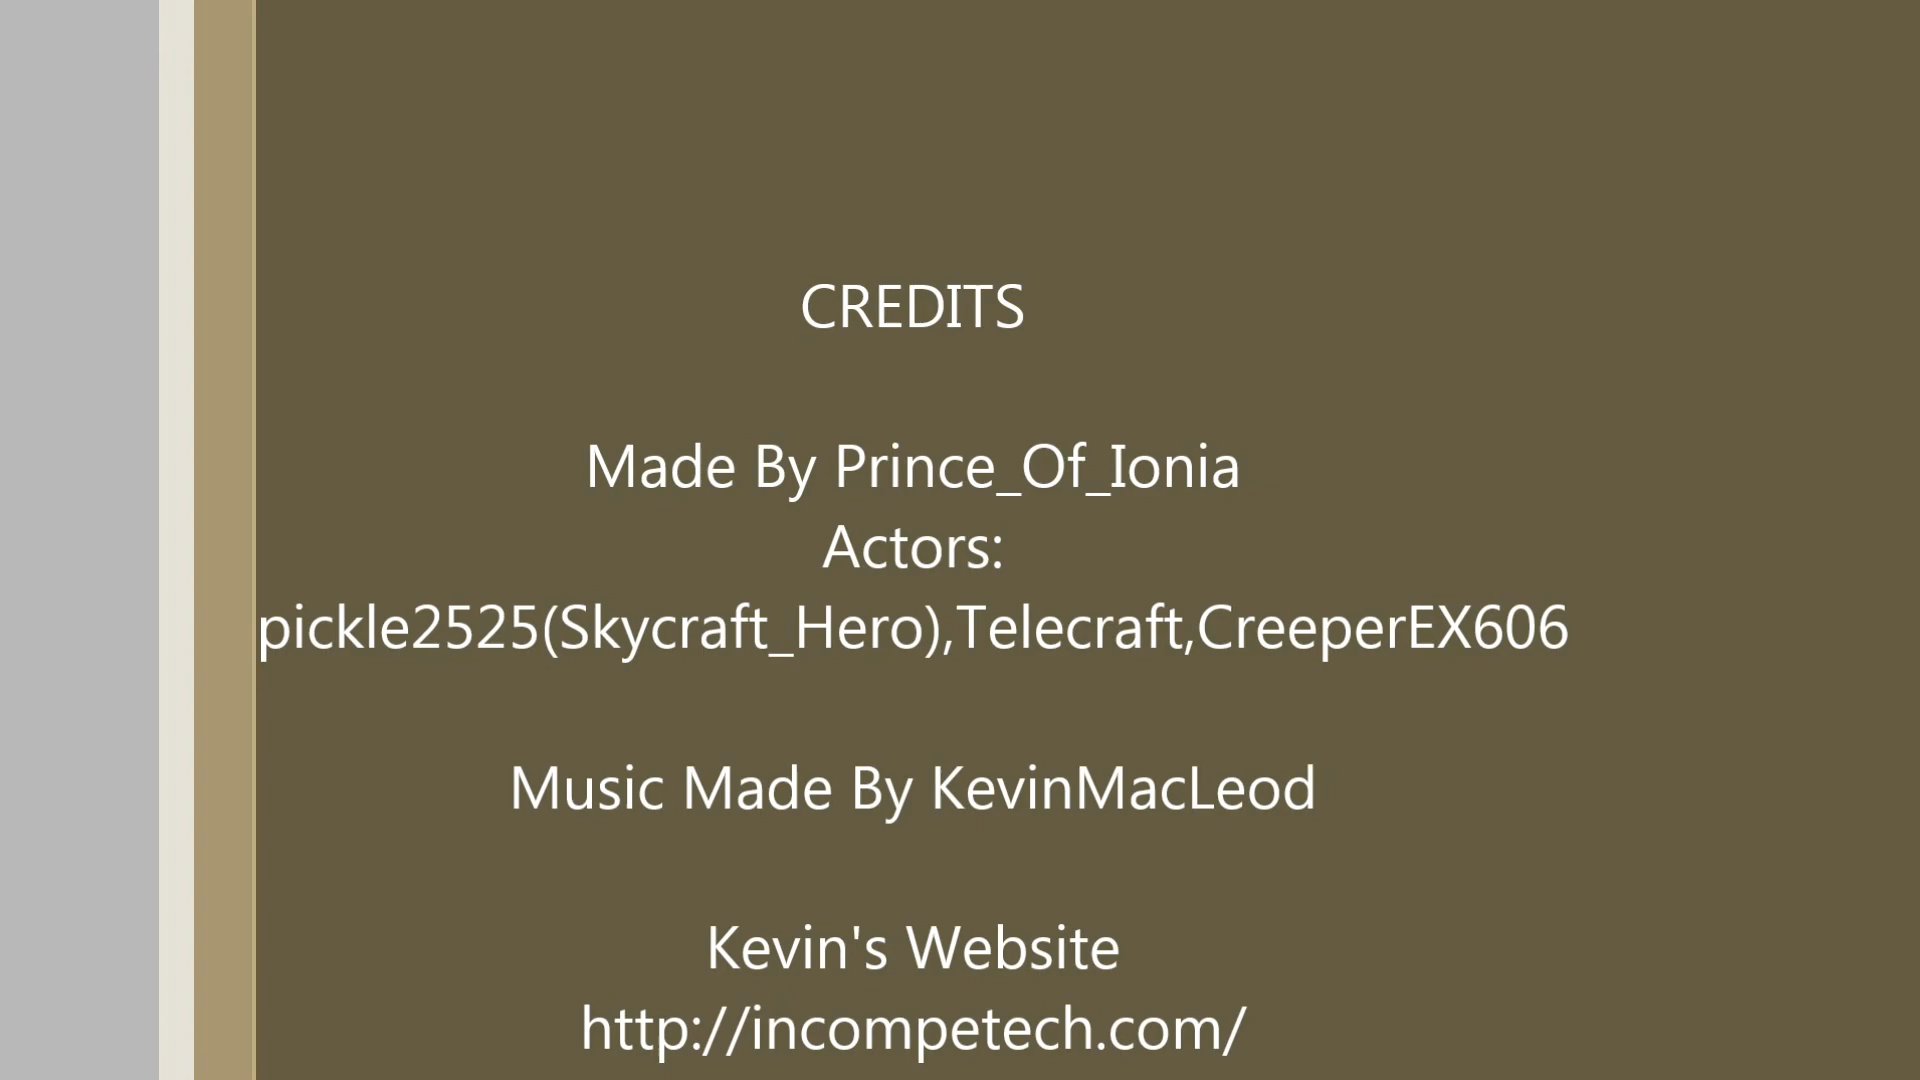 CREDITS
Made By Prince_Of_Ionia
Actors:
pickle2525(Skycraft_Hero),Telecraft,CreeperEX606
Music Made By KevinMacLeod
Kevin's Website
http://incompetech.com/